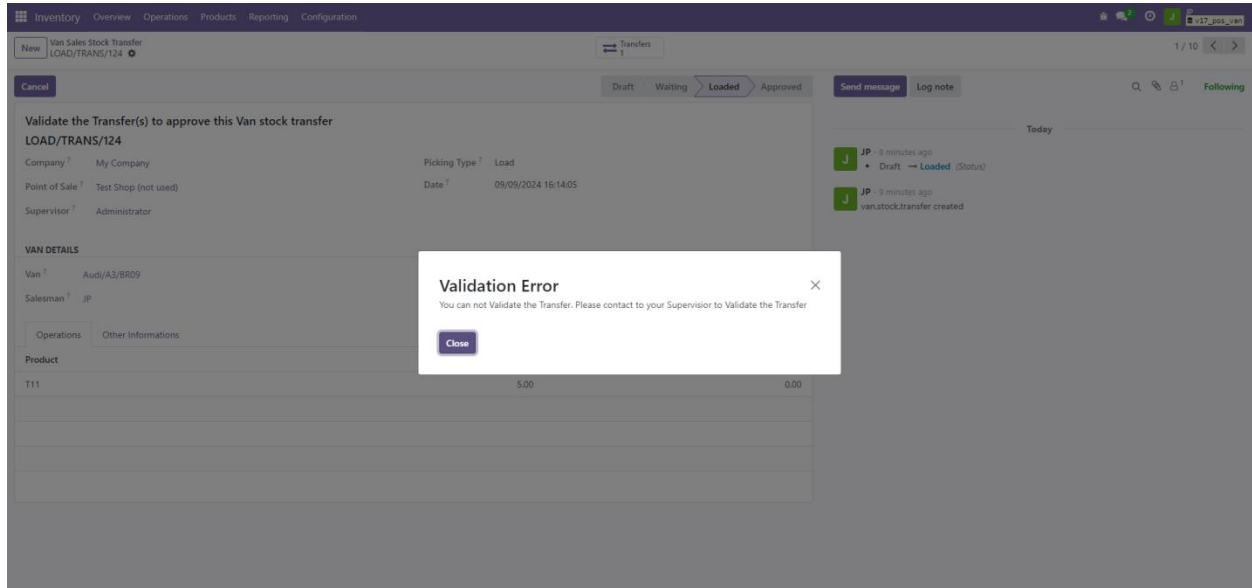 Inventory Overview Operations Products Reporting Configuration
2
J
JP
v17_pos_van
New
Van Sales Stock Transfer
LOAD/TRANS/124
Transfers
1
1 / 10
Cancel
Draft Waiting Loaded Approved
Send message Log note
1 Following
Validate the Transfer(s) to approve this Van stock transfer
LOAD/TRANS/124
Company ? My Company
Picking Type ? Load
Point of Sale ? Test Shop (not used)
Date ? 09/09/2024 16:14:05
Supervisor ? Administrator
VAN DETAILS
Van ? Audi/A3/BR09
Salesman ? JP
Operations Other Informations
Product
T11 5.00 0.00
Today
J
JP - 8 minutes ago
• Draft → Loaded (Status)
J
JP - 9 minutes ago
van.stock.transfer created
Validation Error
You can not Validate the Transfer. Please contact to your Supervisior to Validate the Transfer
Close